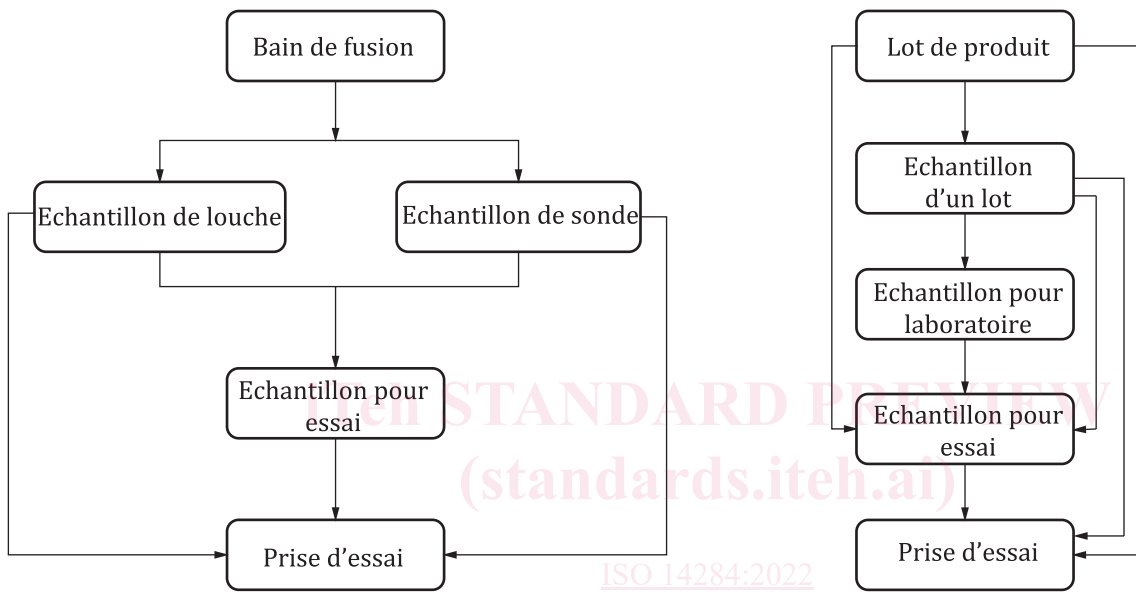 Bain de fusion
Echantillon de louche
Echantillon de sonde
Echantillon pour
essai
Prise d’essai
Lot de produit
Echantillon
d’un lot
Echantillon pour
laboratoire
Echantillon pour
essai
Prise d’essai
iTeh STANDARD PREVIEW
(standards.iteh.ai)
ISO 14284:2022